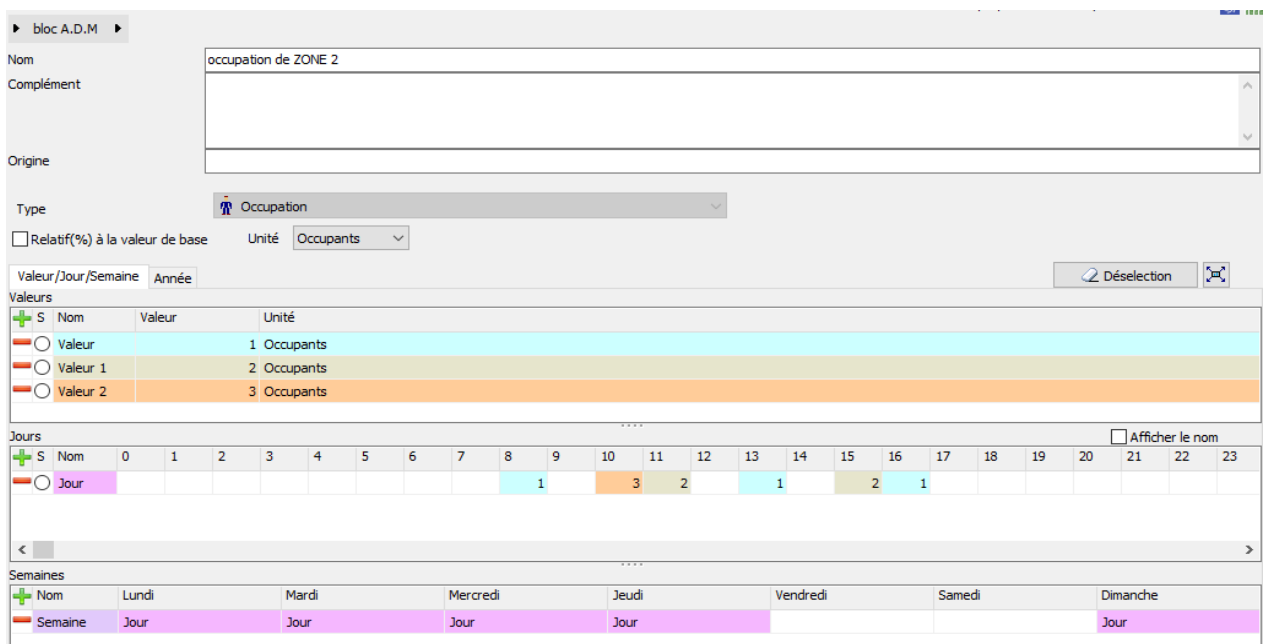 bloc A.D.M
Nom occupation de ZONE 2
Complément
Origine
Type Occupation
Relatif(%) à la valeur de base Unité Occupants
Valeur/Jour/Semaine Année Déselection
Valeurs
S Nom Valeur Unité
Valeur 1 Occupants
Valeur 1 2 Occupants
Valeur 2 3 Occupants
Jours Afficher le nom
S Nom 0 1 2 3 4 5 6 7 8 9 10 11 12 13 14 15 16 17 18 19 20 21 22 23
Jour 1 3 2 1 2 1
Semaines
Nom Lundi Mardi Mercredi Jeudi Vendredi Samedi Dimanche
Semaine Jour Jour Jour Jour Jour